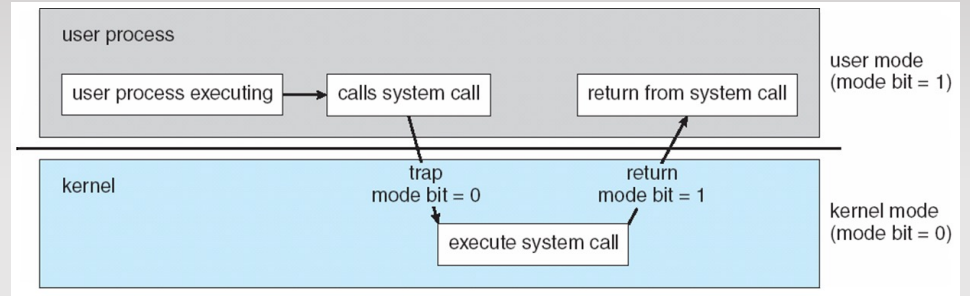 user process
user process executing
calls system call
return from system call
user mode
(mode bit = 1)
kernel
trap
mode bit = 0
return
mode bit = 1
execute system call
kernel mode
(mode bit = 0)